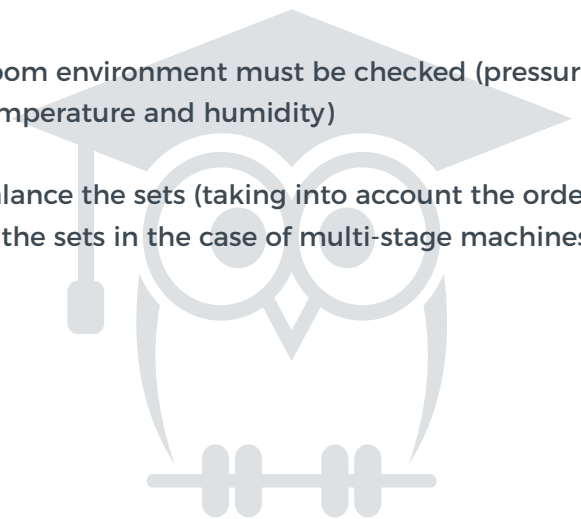 oom environment must be checked (pressur
mperature and humidity)
lance the sets (taking into account the orde
the sets in the case of multi-stage machines